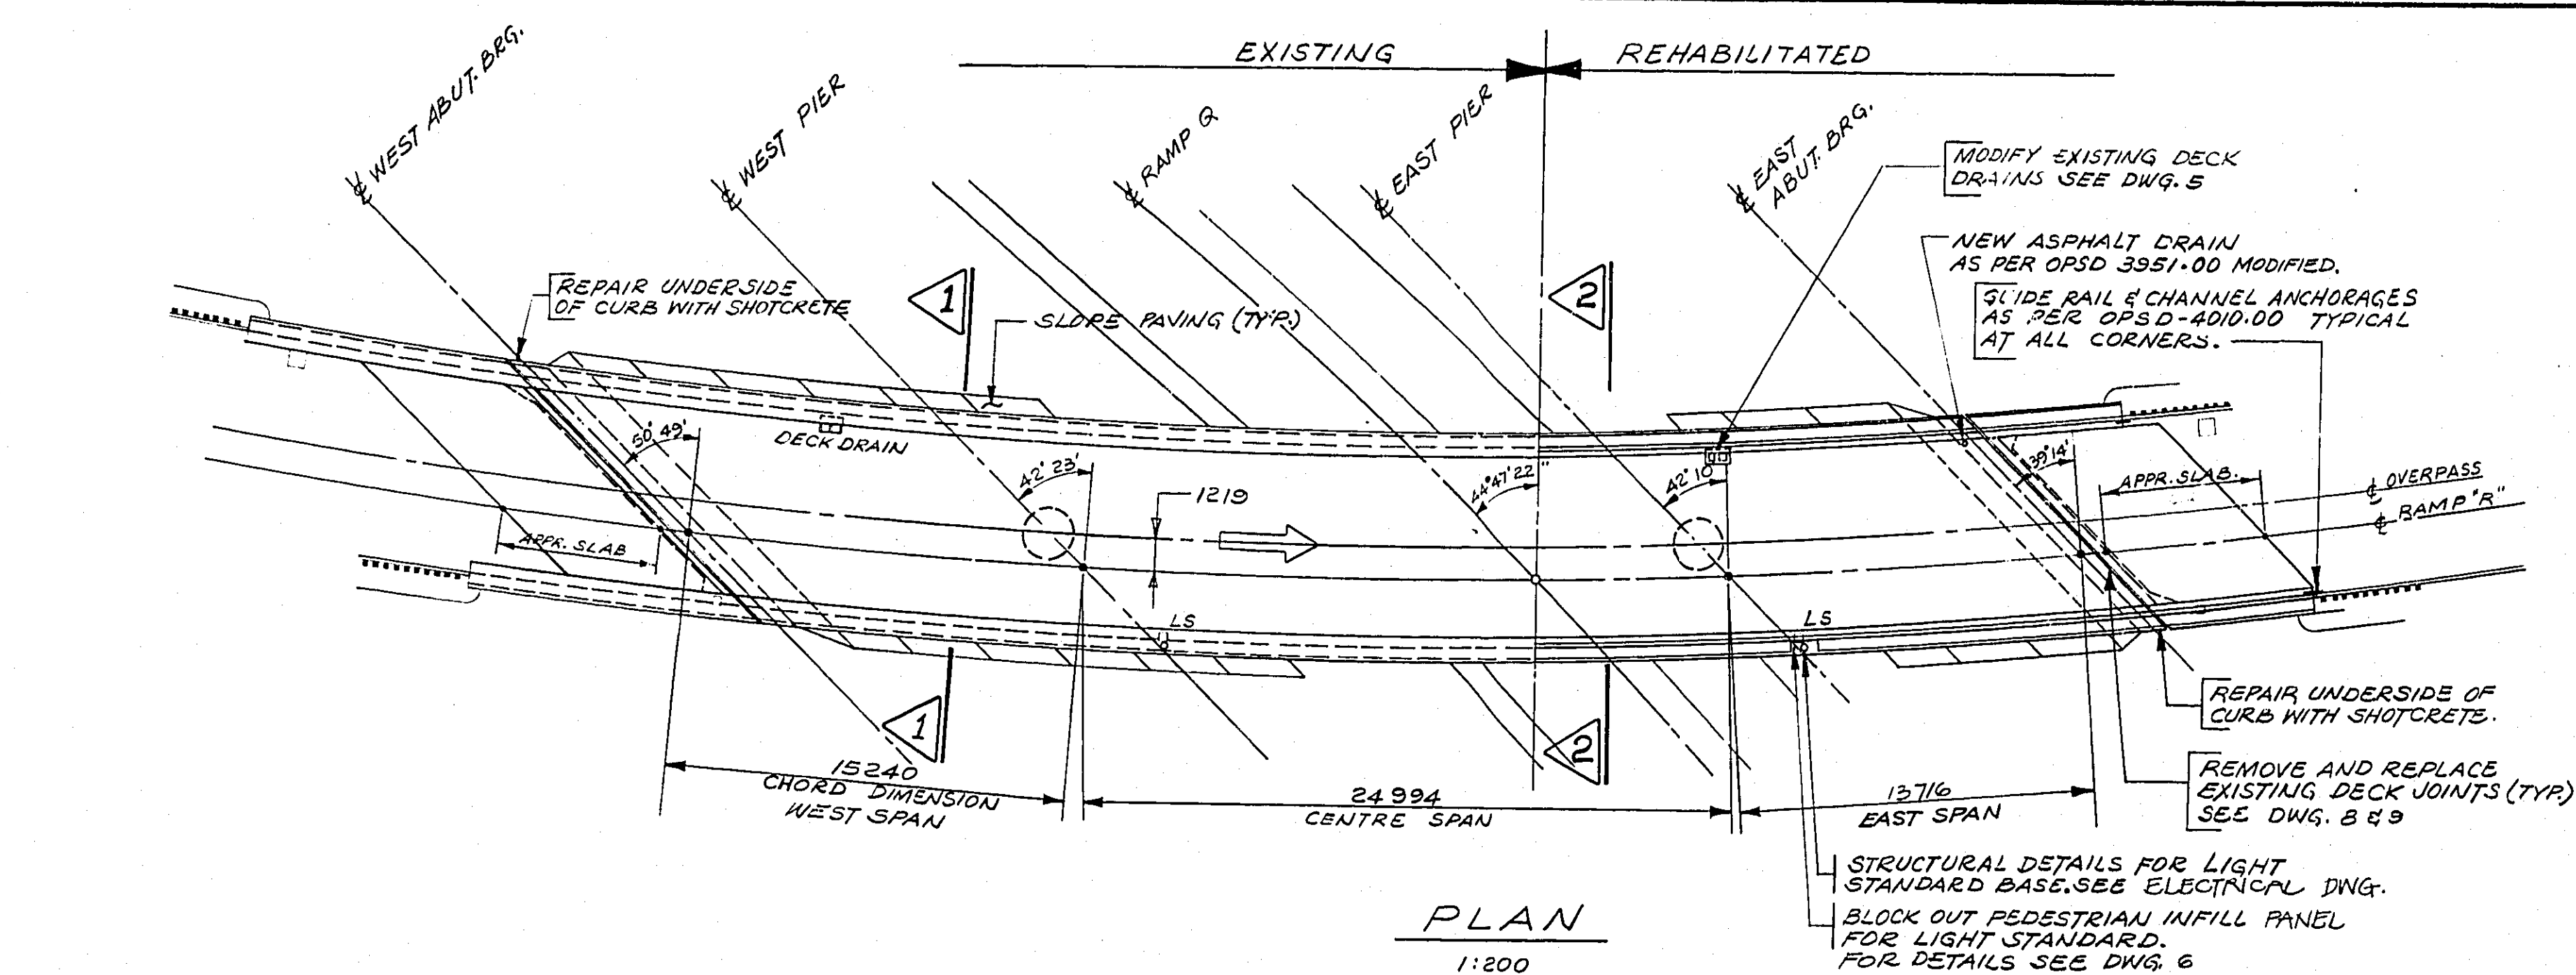 EXISTING
REHABILITATED
℄ WEST ABUT. BRG.
℄ WEST PIER
℄ RAMP Q
℄ EAST PIER
℄ EAST
ABUT. BRG.
MODIFY EXISTING DECK
DRAINS SEE DWG. 5
NEW ASPHALT DRAIN
AS PER OPSD 3951.00 MODIFIED.
GUIDE RAIL & CHANNEL ANCHORAGES
AS PER OPSD-4010.00 TYPICAL
AT ALL CORNERS.
REPAIR UNDERSIDE
OF CURB WITH SHOTCRETE
1
SLOPE PAVING (TYP.)
2
DECK DRAIN
50° 49'
42° 23'
44° 47' 22"
42° 10'
39° 14'
1219
APPR. SLAB.
℄ OVERPASS
℄ RAMP "R"
APPR. SLAB
LS
LS
1
2
REPAIR UNDERSIDE OF
CURB WITH SHOTCRETE.
15240
CHORD DIMENSION
WEST SPAN
24994
CENTRE SPAN
13716
EAST SPAN
REMOVE AND REPLACE
EXISTING DECK JOINTS (TYP.)
SEE DWG. 8 & 9
STRUCTURAL DETAILS FOR LIGHT
STANDARD BASE. SEE ELECTRICAL DWG.
BLOCK OUT PEDESTRIAN INFILL PANEL
FOR LIGHT STANDARD.
FOR DETAILS SEE DWG. 6
PLAN
1:200